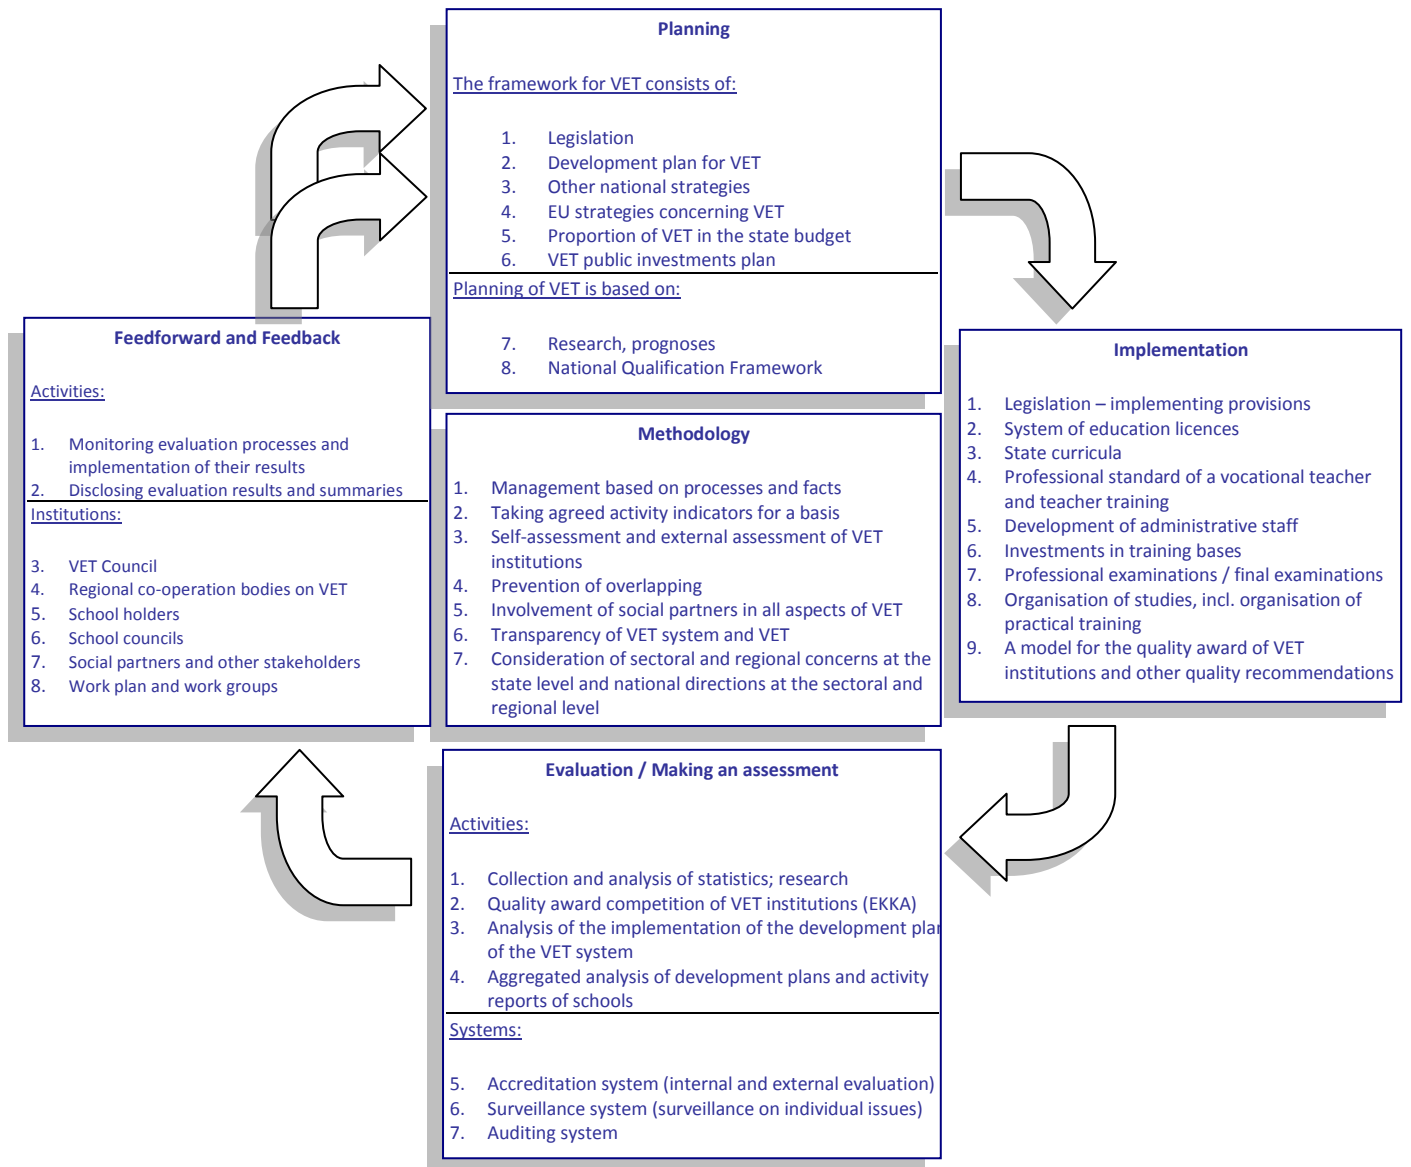 Planning
The framework for VET consists of:
1. Legislation
2. Development plan for VET
3. Other national strategies
4. EU strategies concerning VET
5. Proportion of VET in the state budget
6. VET public investments plan
Planning of VET is based on:
7. Research, prognoses
8. National Qualification Framework
Feedforward and Feedback
Activities:
1. Monitoring evaluation processes and
implementation of their results
2. Disclosing evaluation results and summaries
Institutions:
3. VET Council
4. Regional co-operation bodies on VET
5. School holders
6. School councils
7. Social partners and other stakeholders
8. Work plan and work groups
Methodology
1. Management based on processes and facts
2. Taking agreed activity indicators for a basis
3. Self-assessment and external assessment of VET
institutions
4. Prevention of overlapping
5. Involvement of social partners in all aspects of VET
6. Transparency of VET system and VET
7. Consideration of sectoral and regional concerns at the
state level and national directions at the sectoral and
regional level
Implementation
1. Legislation – implementing provisions
2. System of education licences
3. State curricula
4. Professional standard of a vocational teacher
and teacher training
5. Development of administrative staff
6. Investments in training bases
7. Professional examinations / final examinations
8. Organisation of studies, incl. organisation of
practical training
9. A model for the quality award of VET
institutions and other quality recommendations
Evaluation / Making an assessment
Activities:
1. Collection and analysis of statistics; research
2. Quality award competition of VET institutions (EKKA)
3. Analysis of the implementation of the development plan
of the VET system
4. Aggregated analysis of development plans and activity
reports of schools
Systems:
5. Accreditation system (internal and external evaluation)
6. Surveillance system (surveillance on individual issues)
7. Auditing system